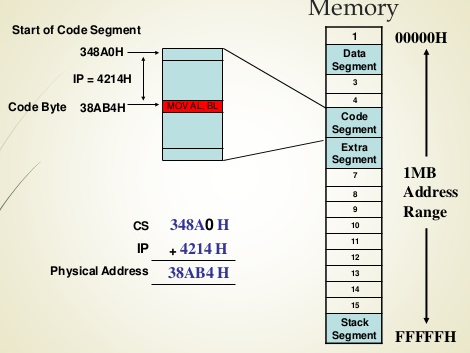 Memory
Start of Code Segment
348A0H
IP = 4214H
Code Byte 38AB4H
MOV AL, BL
CS 348A0 H
IP + 4214 H
Physical Address 38AB4 H
1
Data
Segment
3
4
Code
Segment
Extra
Segment
7
8
9
10
11
12
13
14
15
Stack
Segment
00000H
1MB
Address
Range
FFFFFH